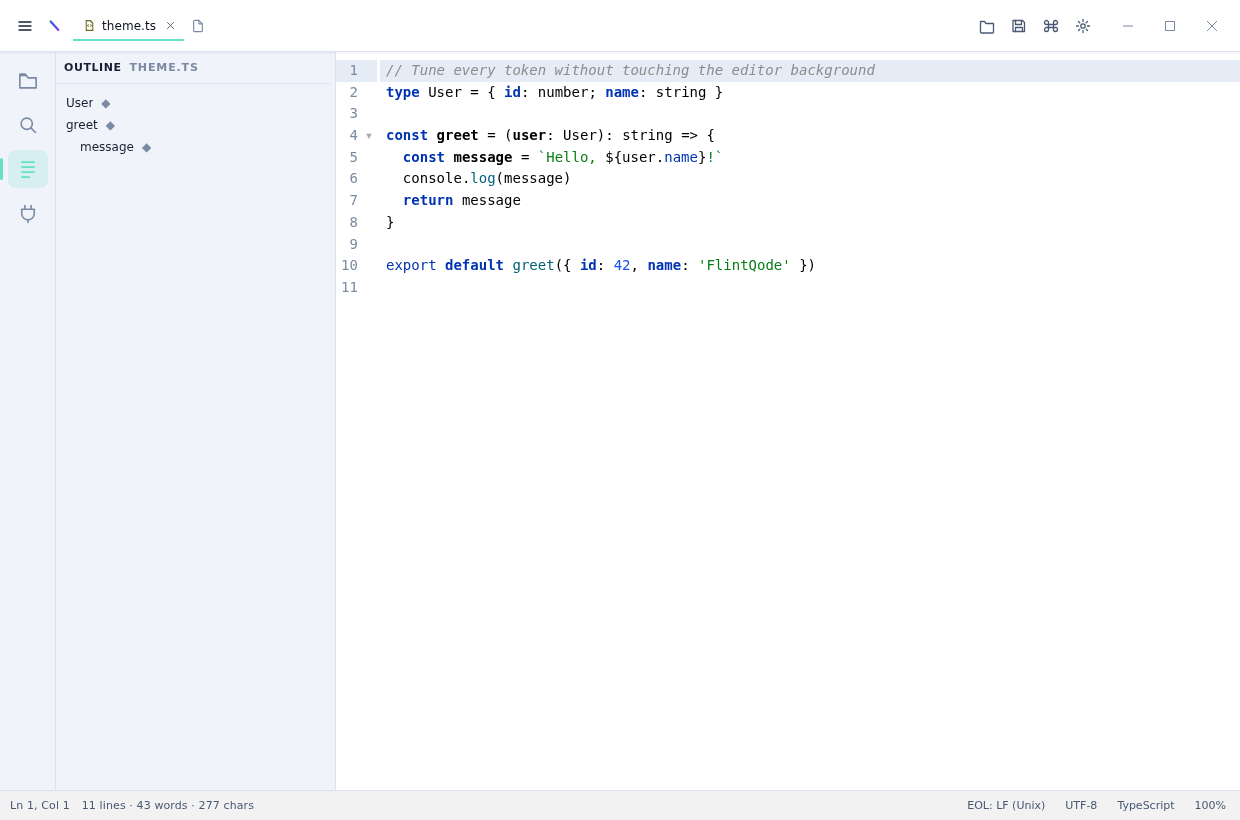 theme.ts
OUTLINE THEME.TS
User
greet
message
1 // Tune every token without touching the editor background
2 type User = { id: number; name: string }
3
4 const greet = (user: User): string => {
5   const message = `Hello, ${user.name}!`
6   console.log(message)
7   return message
8 }
9
10 export default greet({ id: 42, name: 'FlintQode' })
11
Ln 1, Col 1 11 lines · 43 words · 277 chars EOL: LF (Unix) UTF-8 TypeScript 100%